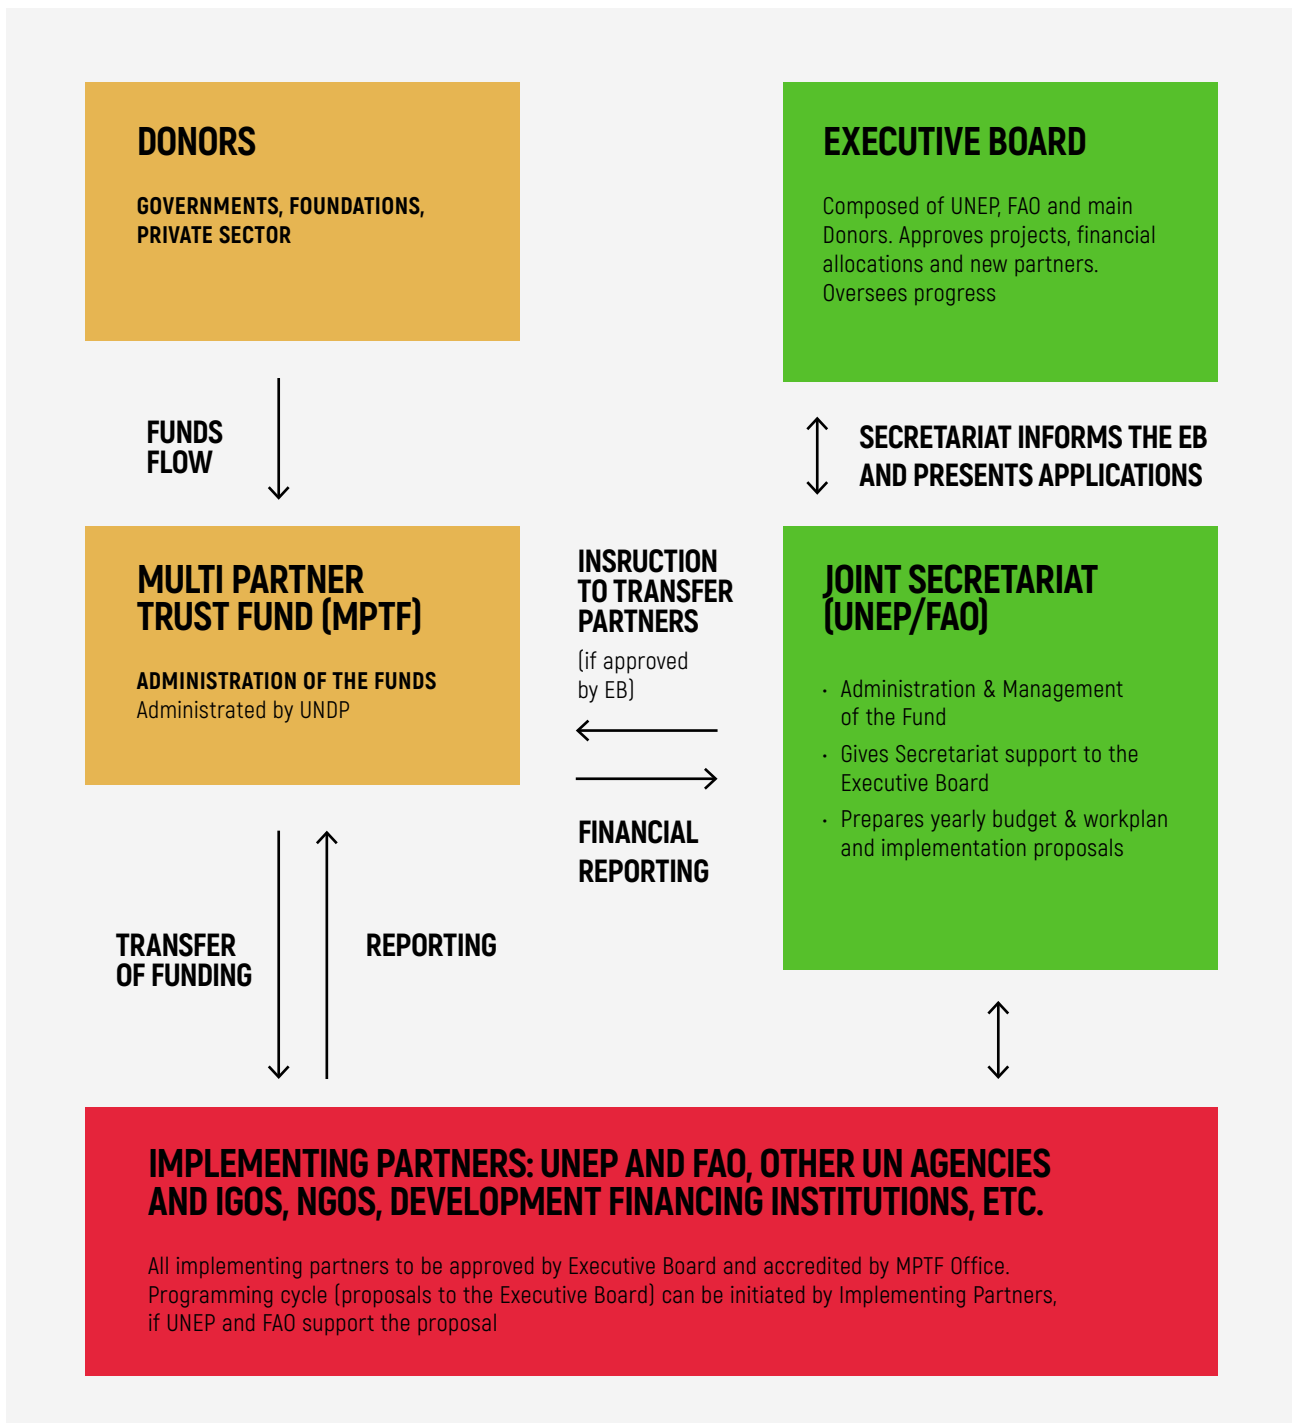 DONORS
GOVERNMENTS, FOUNDATIONS,
PRIVATE SECTOR
EXECUTIVE BOARD
Composed of UNEP, FAO and main
Donors. Approves projects, financial
allocations and new partners.
Oversees progress
FUNDS
FLOW
SECRETARIAT INFORMS THE EB
AND PRESENTS APPLICATIONS
MULTI PARTNER
TRUST FUND (MPTF)
ADMINISTRATION OF THE FUNDS
Administrated by UNDP
INSRUCTION
TO TRANSFER
PARTNERS
(if approved
by EB)
FINANCIAL
REPORTING
JOINT SECRETARIAT
(UNEP/FAO)
· Administration & Management
of the Fund
· Gives Secretariat support to the
Executive Board
· Prepares yearly budget & workplan
and implementation proposals
TRANSFER
OF FUNDING
REPORTING
IMPLEMENTING PARTNERS: UNEP AND FAO, OTHER UN AGENCIES
AND IGOS, NGOS, DEVELOPMENT FINANCING INSTITUTIONS, ETC.
All implementing partners to be approved by Executive Board and accredited by MPTF Office.
Programming cycle (proposals to the Executive Board) can be initiated by Implementing Partners,
if UNEP and FAO support the proposal